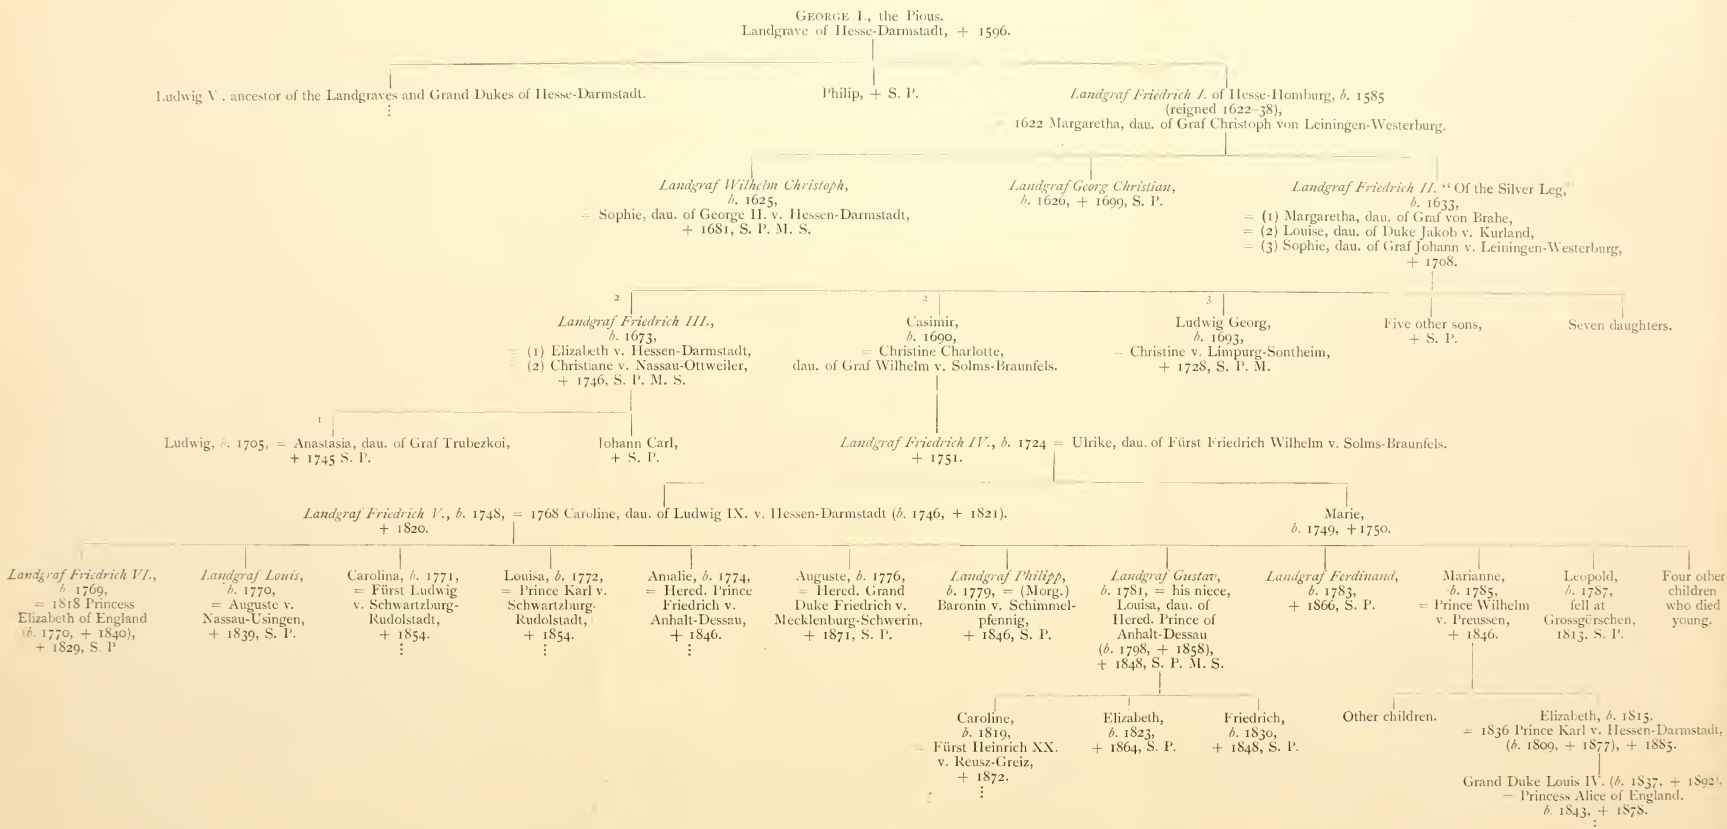 GEORGE I., the Pious.
Landgrave of Hesse-Darmstadt, + 1596.
Ludwig V. ancestor of the Landgraves and Grand Dukes of Hesse-Darmstadt.
Philip, + S. P.
Landgraf Friedrich I. of Hesse-Homburg, b. 1585
(reigned 1622-38),
= 1622 Margaretha, dau. of Graf Christoph von Leiningen-Westerburg.
Landgraf Wilhelm Christoph,
b. 1625,
= Sophie, dau. of George II. v. Hessen-Darmstadt,
+ 1681, S. P. M. S.
Landgraf Georg Christian,
b. 1626, + 1699, S. P.
Landgraf Friedrich II. "Of the Silver Leg,"
b. 1633,
= (1) Margaretha, dau. of Graf von Brahe,
= (2) Louise, dau. of Duke Jakob v. Kurland,
= (3) Sophie, dau. of Graf Johann v. Leiningen-Westerburg,
+ 1708.
2
Landgraf Friedrich III.,
b. 1673,
= (1) Elizabeth v. Hessen-Darmstadt,
= (2) Christiane v. Nassau-Ottweiler,
+ 1746, S. P. M. S.
2
Casimir,
b. 1690,
= Christine Charlotte,
dau. of Graf Wilhelm v. Solms-Braunfels.
3
Ludwig Georg,
b. 1693,
= Christine v. Limpurg-Sontheim,
+ 1728, S. P. M.
Five other sons,
+ S. P.
Seven daughters.
1
Ludwig, b. 1705, = Anastasia, dau. of Graf Trubezkoi,
+ 1745 S. P.
Johann Carl,
+ S. P.
Landgraf Friedrich IV., b. 1724 = Ulrike, dau. of Fürst Friedrich Wilhelm v. Solms-Braunfels.
+ 1751.
Landgraf Friedrich V., b. 1748, = 1768 Caroline, dau. of Ludwig IX. v. Hessen-Darmstadt (b. 1746, + 1821).
+ 1820.
Marie,
b. 1749, +1750.
Landgraf Friedrich VI.,
b 1769,
= 1818 Princess
Elizabeth of England
(b. 1770, + 1840),
+ 1829, S. P
Landgraf Louis,
b. 1770,
= Auguste v.
Nassau-Usingen,
+ 1839, S. P.
Carolina, b. 1771,
= Fürst Ludwig
v. Schwartzburg-
Rudolstadt,
+ 1854.
Louisa, b. 1772,
= Prince Karl v.
Schwartzburg-
Rudolstadt,
+ 1854.
Amalie, b. 1774,
= Hered. Prince
Friedrich v.
Anhalt-Dessau,
+ 1846.
Auguste, b. 1776,
= Hered. Grand
Duke Friedrich v.
Mecklenburg-Schwerin,
+ 1871, S. P.
Landgraf Philipp,
b. 1779, = (Morg.)
Baronin v. Schimmel-
pfennig,
+ 1846, S. P.
Landgraf Gustav,
b. 1781, = his niece,
Louisa, dau. of
Hered. Prince of
Anhalt-Dessau
(b. 1798, + 1858),
+ 1848, S. P. M. S.
Landgraf Ferdinand,
b. 1783,
+ 1866, S. P.
Marianne,
b. 1785,
= Prince Wilhelm
v. Preussen,
+ 1846.
Leopold,
b. 1787,
fell at
Grossgörschen,
1813, S. P.
Four other
children
who died
young.
Caroline,
b. 1819,
= Fürst Heinrich XX.
v. Reusz-Greiz,
+ 1872.
Elizabeth,
b. 1823,
+ 1864, S. P.
Friedrich,
b. 1830,
+ 1848, S. P.
Other children.
Elizabeth, b. 1815.
= 1836 Prince Karl v. Hessen-Darmstadt,
(b. 1809, + 1877), + 1885.
Grand Duke Louis IV. (b. 1837, + 1892).
= Princess Alice of England,
b. 1843, + 1878.